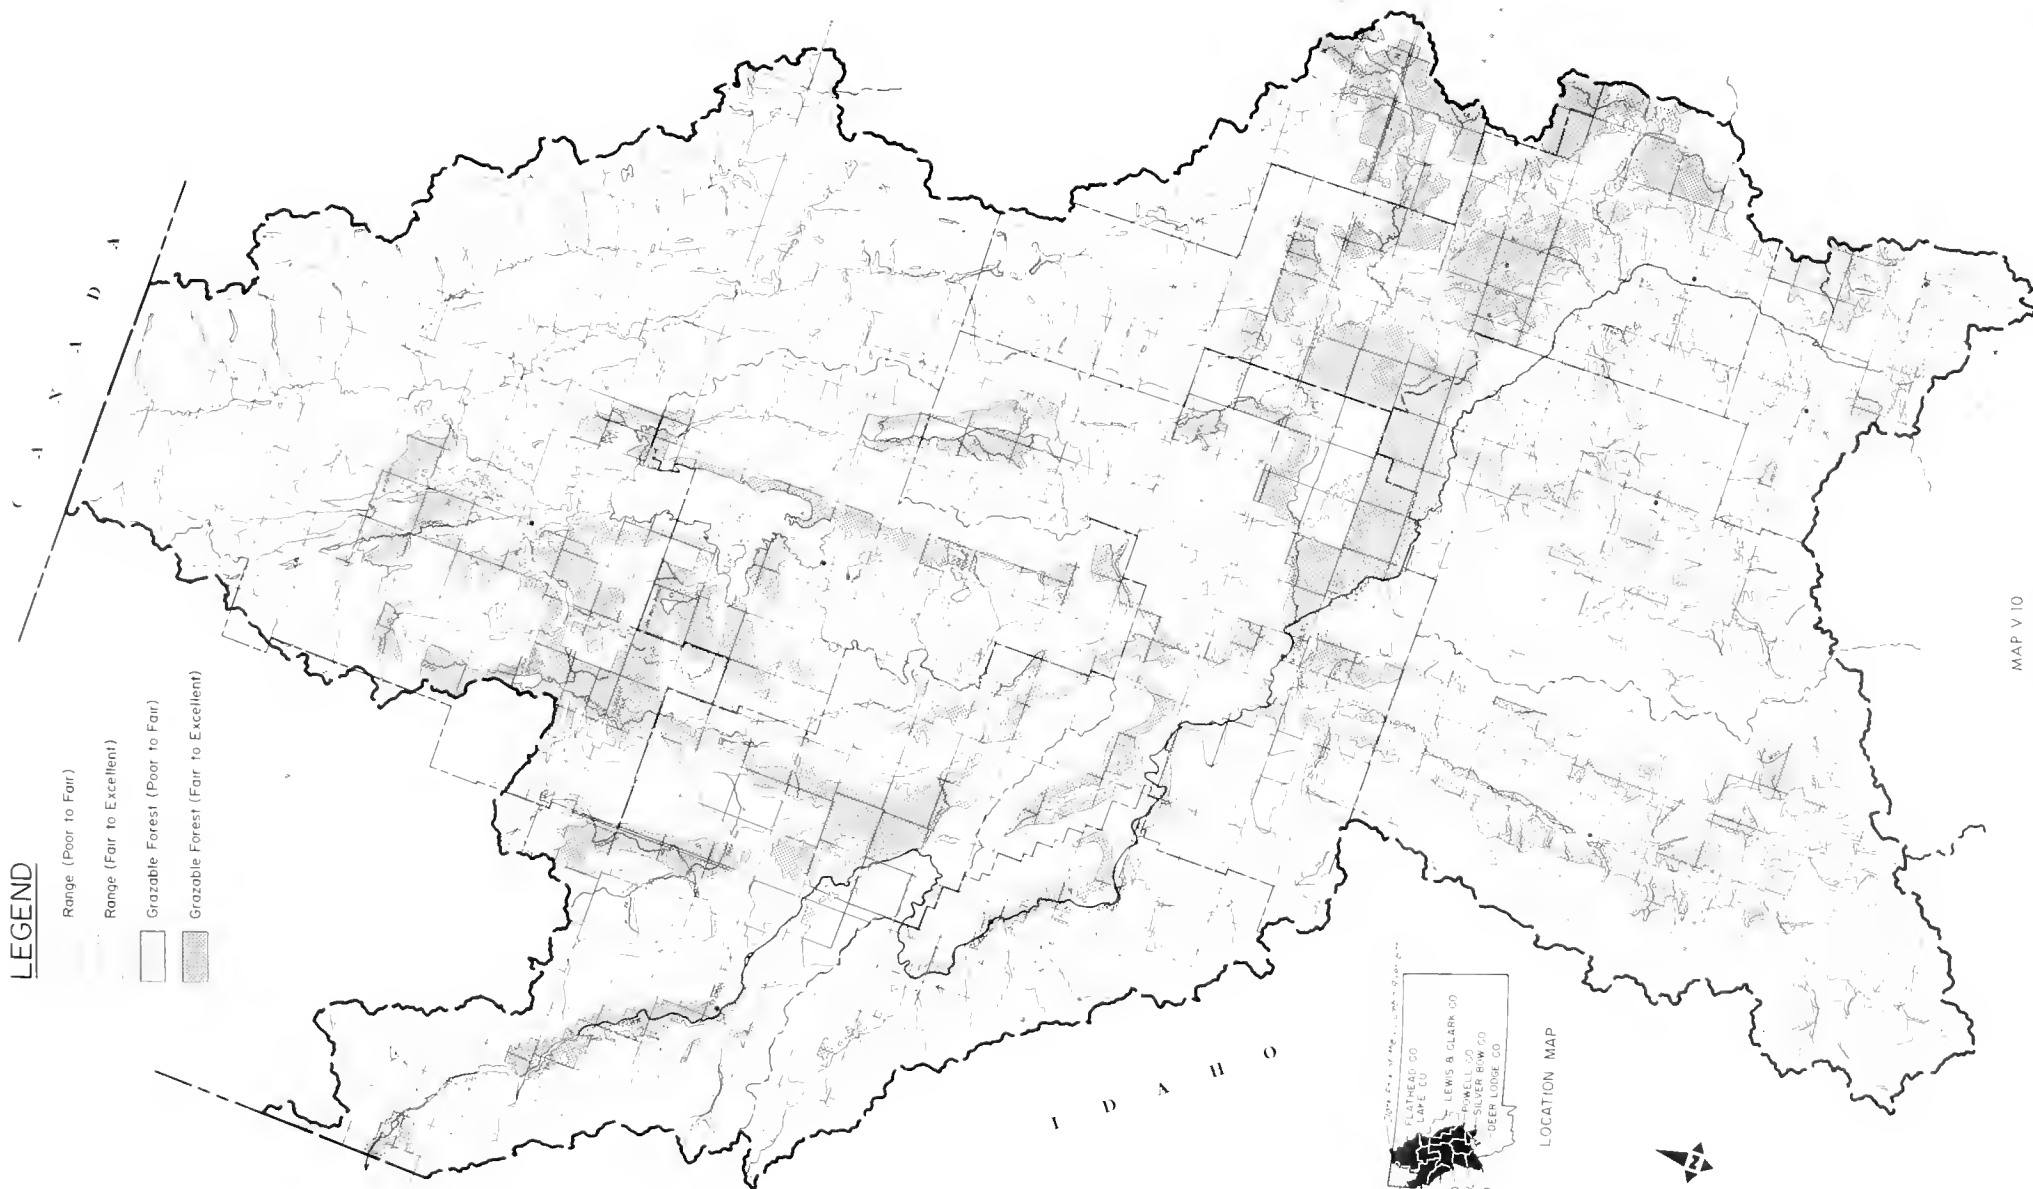 LEGEND
Range (Poor to Fair)
Range (Fair to Excellent)
Grazable Forest (Poor to Fair)
Grazable Forest (Fair to Excellent)
I D A H O
FLATHEAD CO
LAKE CO
LEWIS & CLARK CO
POWELL CO
SILVER BOW CO
DEER LODGE CO
LOCATION MAP
N
MAP V 10